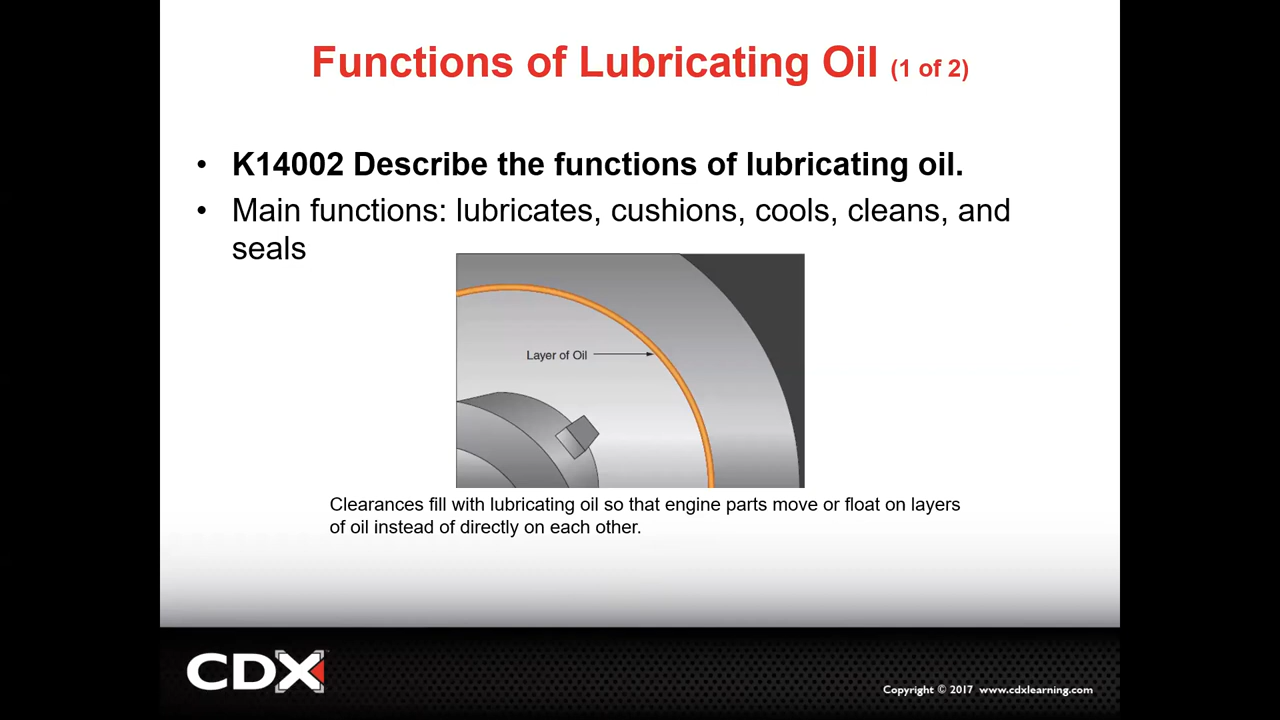 Functions of Lubricating Oil (1 of 2)
• K14002 Describe the functions of lubricating oil.
• Main functions: lubricates, cushions, cools, cleans, and
seals
Layer of Oil
Clearances fill with lubricating oil so that engine parts move or float on layers
of oil instead of directly on each other.
CDX
Copyright © 2017 www.cdxlearning.com